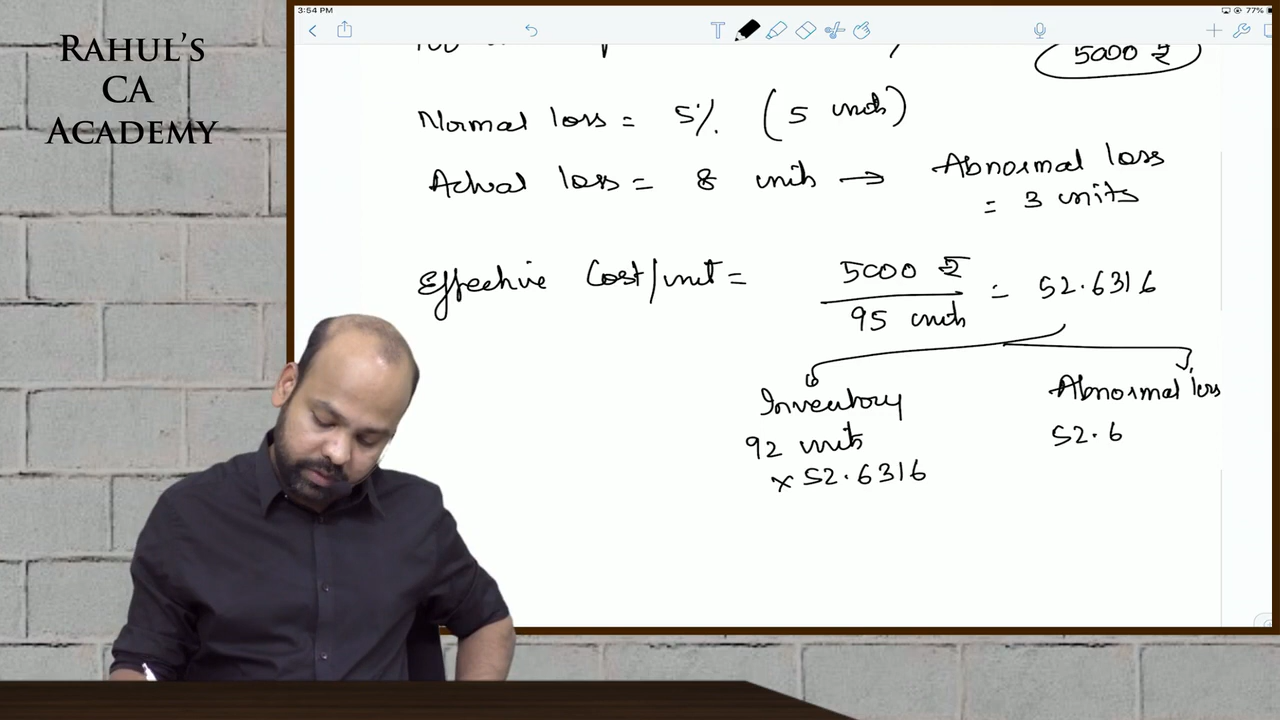 3:54 PM
77%
RAHUL'S
CA
ACADEMY
T
5000 ₹
Normal loss = 5% (5 units)
Actual loss = 8 units → Abnormal loss
= 3 units
Effective Cost/unit = 5000 ₹
95 units
= 52.6316
Inventory
92 units
x 52.6316
Abnormal loss
52.6